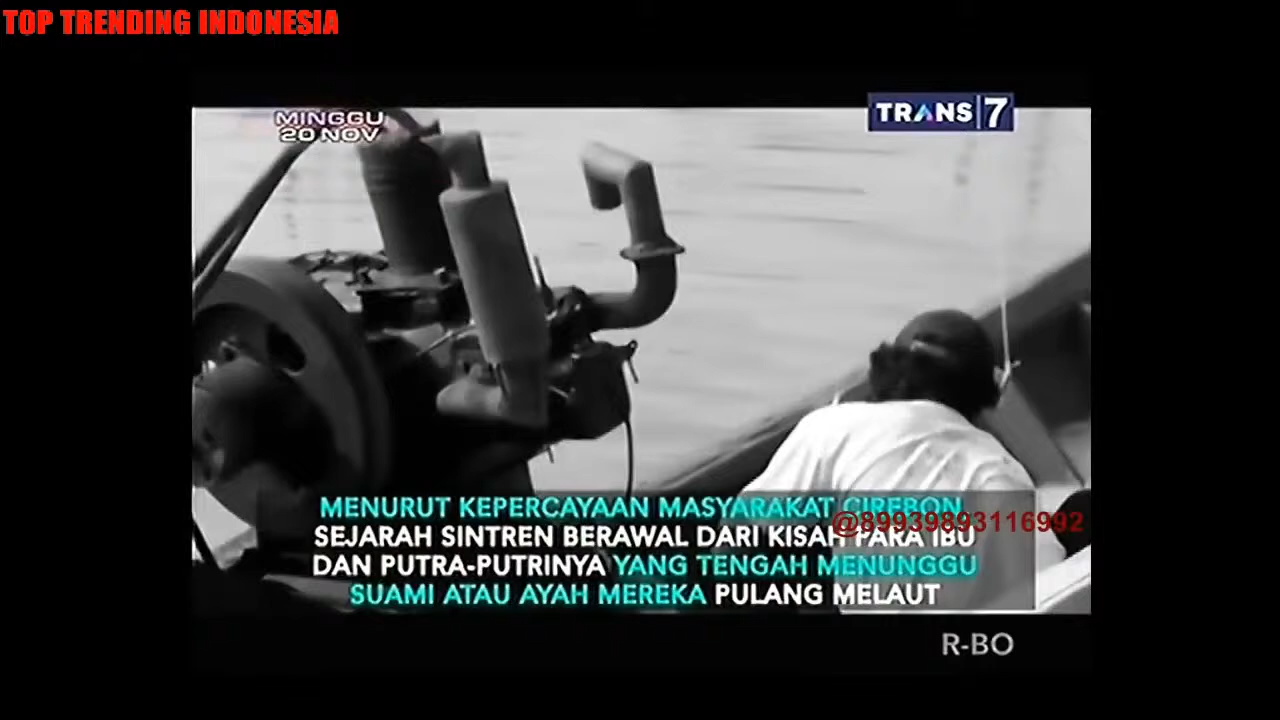 TOP TRENDING INDONESIA
MINGGU
20 NOV
TRANS|7
MENURUT KEPERCAYAAN MASYARAKAT CIREBON,
SEJARAH SINTREN BERAWAL DARI KISAH PARA IBU
@89939893116992
DAN PUTRA-PUTRINYA YANG TENGAH MENUNGGU
SUAMI ATAU AYAH MEREKA PULANG MELAUT
R-BO